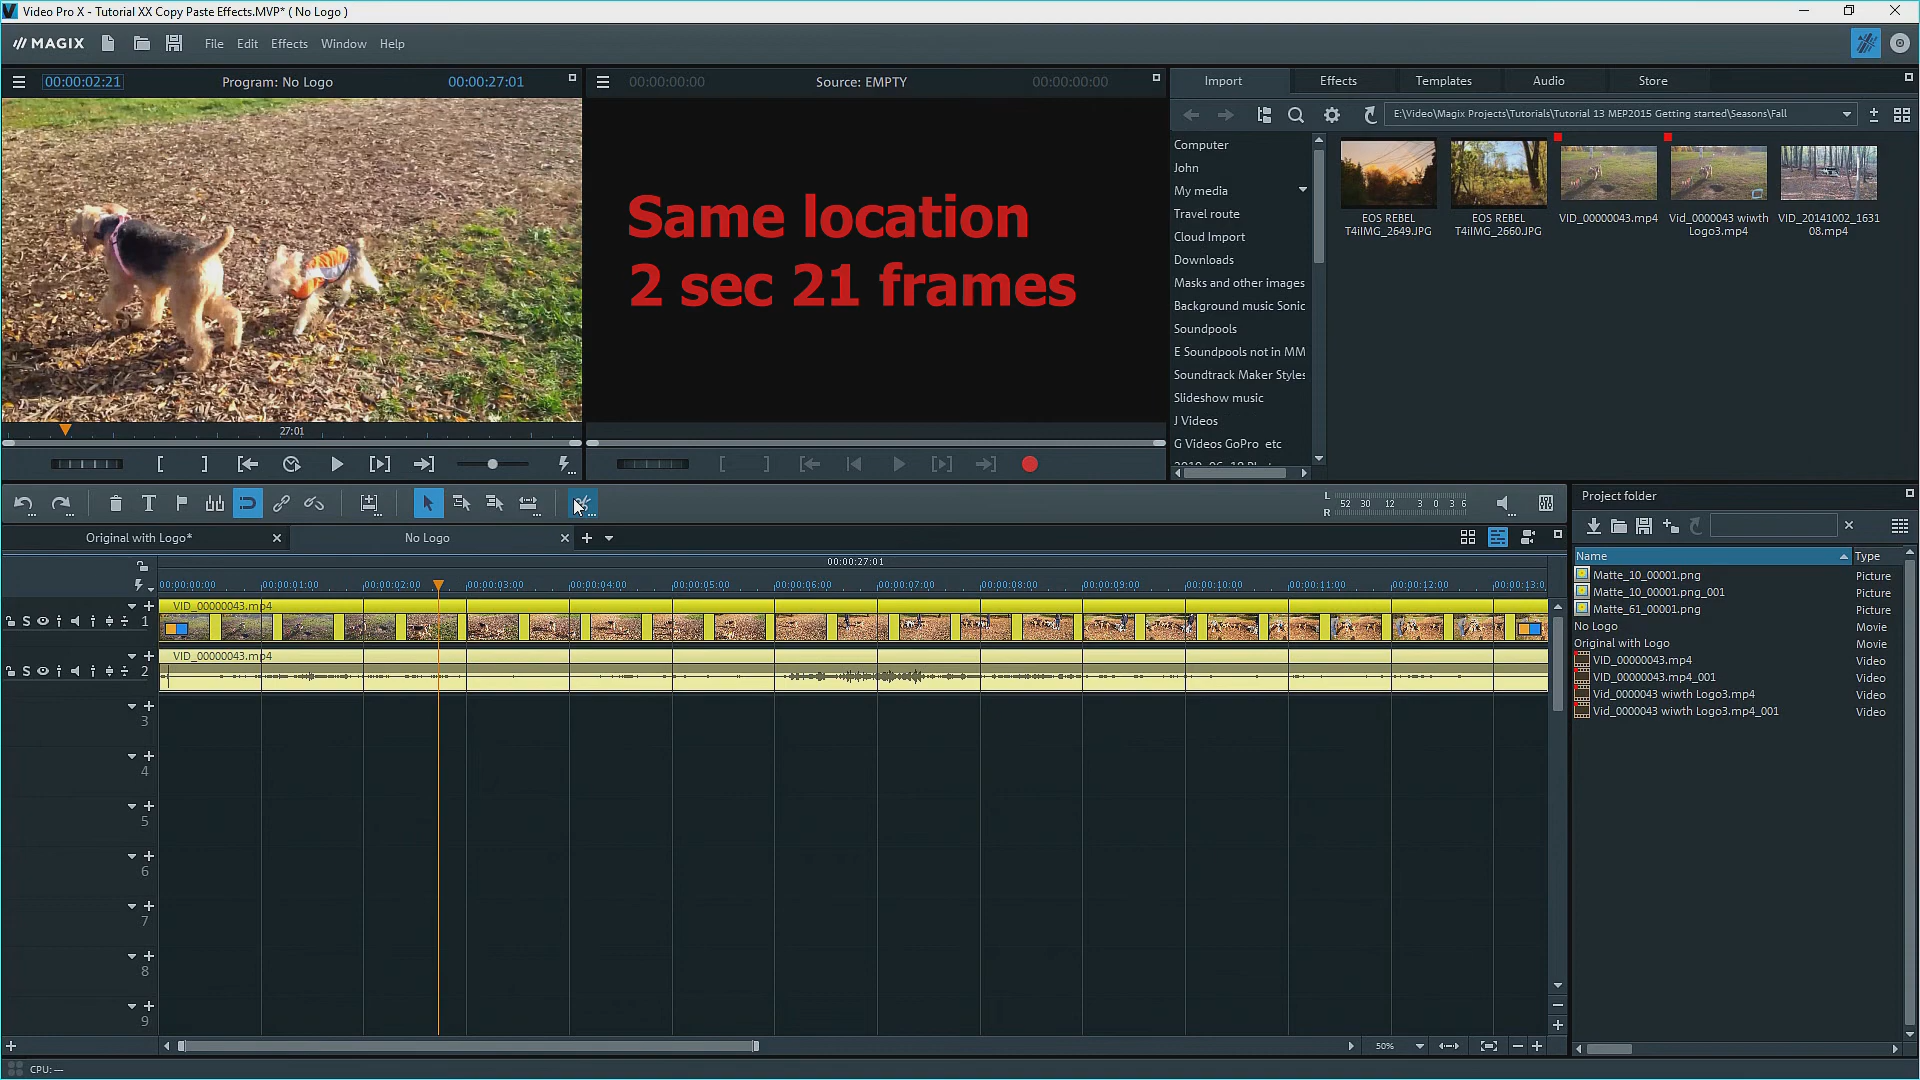 Video Pro X - Tutorial XX Copy Paste Effects.MVP* ( No Logo )
MAGIX File Edit Effects Window Help
00:00:02:21 Program: No Logo 00:00:27:01
00:00:00:00 Source: EMPTY 00:00:00:00
Import Effects Templates Audio Store
E:\Video\Magix Projects\Tutorials\Tutorial 13 MEP2015 Getting started\Seasons\Fall
Same location
2 sec 21 frames
Computer
John
My media
Travel route
Cloud Import
Downloads
Masks and other images
Background music Sonic
Soundpools
E Soundpools not in MM
Soundtrack Maker Styles
Slideshow music
J Videos
G Videos GoPro etc
EOS REBEL
T4iIMG_2649.JPG
EOS REBEL
T4iIMG_2660.JPG
VID_00000043.mp4
Vid_0000043 wiwth
Logo3.mp4
VID_20141002_1631
08.mp4
27:01
L
R
52 30 12 3 0 3 6
Original with Logo*
No Logo
00:00:27:01
00:00:00:00 00:00:01:00 00:00:02:00 00:00:03:00 00:00:04:00 00:00:05:00 00:00:06:00 00:00:07:00 00:00:08:00 00:00:09:00 00:00:10:00 00:00:11:00 00:00:12:00 00:00:13:0
VID_00000043.mp4
S 1
VID_00000043.mp4
S 2
3
4
5
6
7
8
9
50%
CPU: —
Project folder
Name Type
Matte_10_00001.png Picture
Matte_10_00001.png_001 Picture
Matte_61_00001.png Picture
No Logo Movie
Original with Logo Movie
VID_00000043.mp4 Video
VID_00000043.mp4_001 Video
Vid_0000043 wiwth Logo3.mp4 Video
Vid_0000043 wiwth Logo3.mp4_001 Video